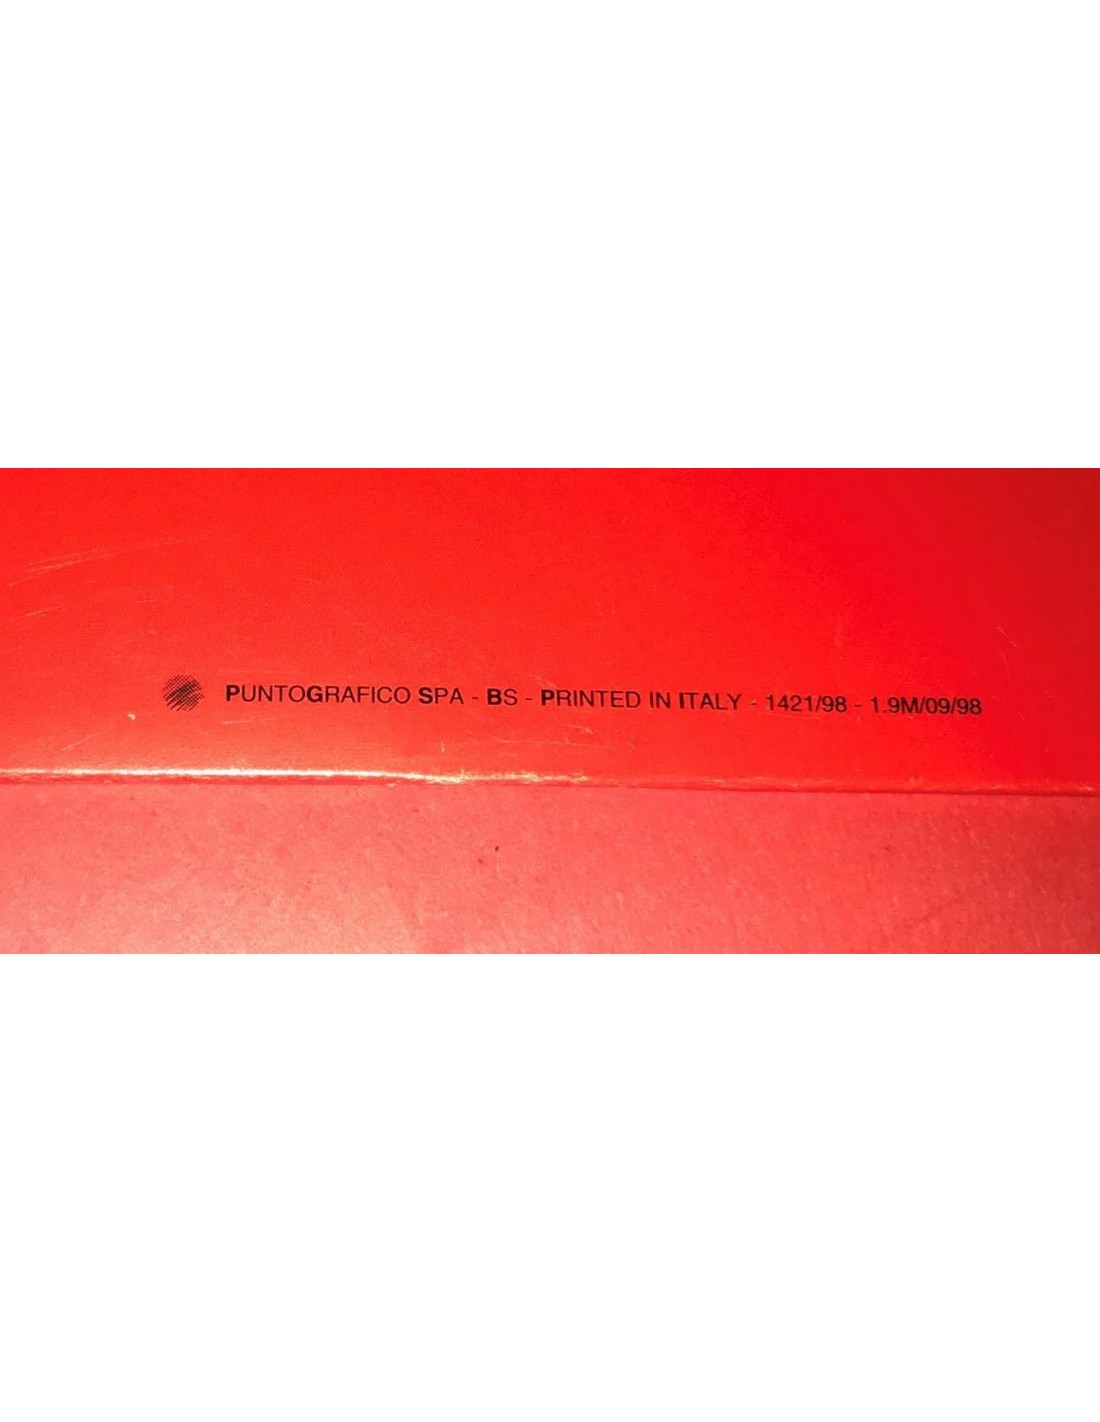 PUNTOGRAFICO SPA - BS - PRINTED IN ITALY - 1421/98 - 1.9M/09/98